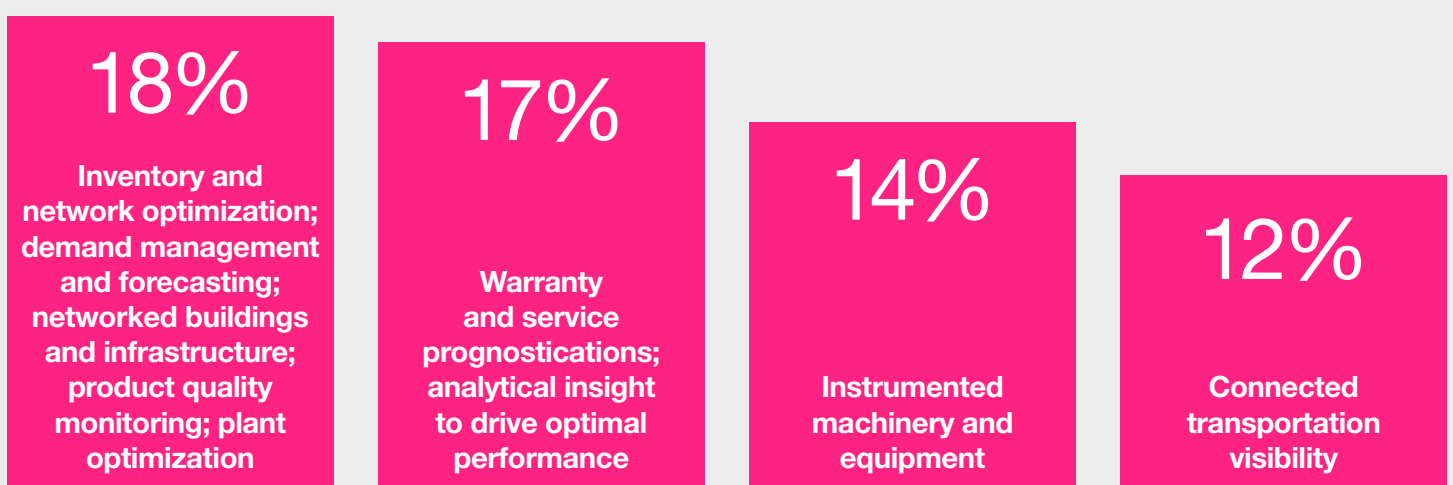 18%
Inventory and
network optimization;
demand management
and forecasting;
networked buildings
and infrastructure;
product quality
monitoring; plant
optimization
17%
Warranty
and service
prognostications;
analytical insight
to drive optimal
performance
14%
Instrumented
machinery and
equipment
12%
Connected
transportation
visibility